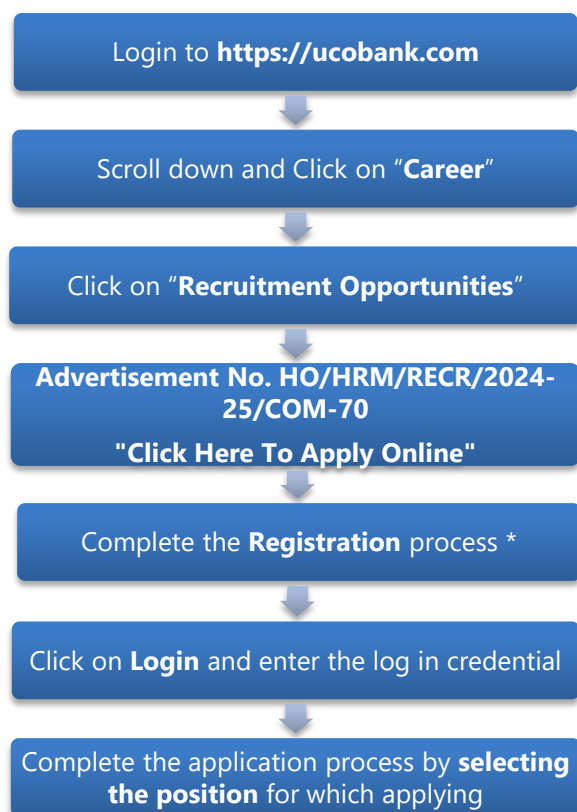 Login to https://ucobank.com
Scroll down and Click on “Career”
Click on “Recruitment Opportunities”
Advertisement No. HO/HRM/RECR/2024-
25/COM-70
"Click Here To Apply Online"
Complete the Registration process *
Click on Login and enter the log in credential
Complete the application process by selecting
the position for which applying